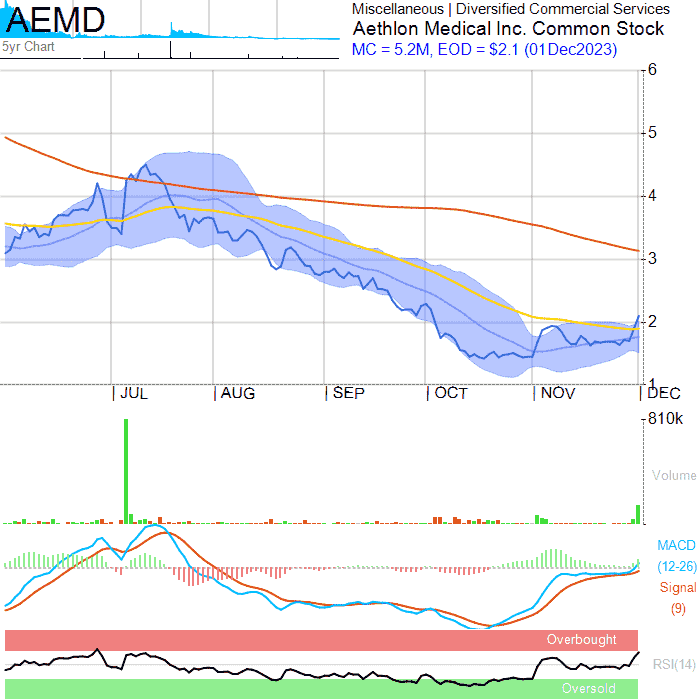 AEMD
5yr Chart
Miscellaneous | Diversified Commercial Services
Aethlon Medical Inc. Common Stock
MC = 5.2M, EOD = $2.1 (01Dec2023)
6
5
4
3
2
1
JUL AUG SEP OCT NOV DEC
810k
Volume
MACD
(12-26)
Signal
(9)
Overbought
RSI(14)
Oversold